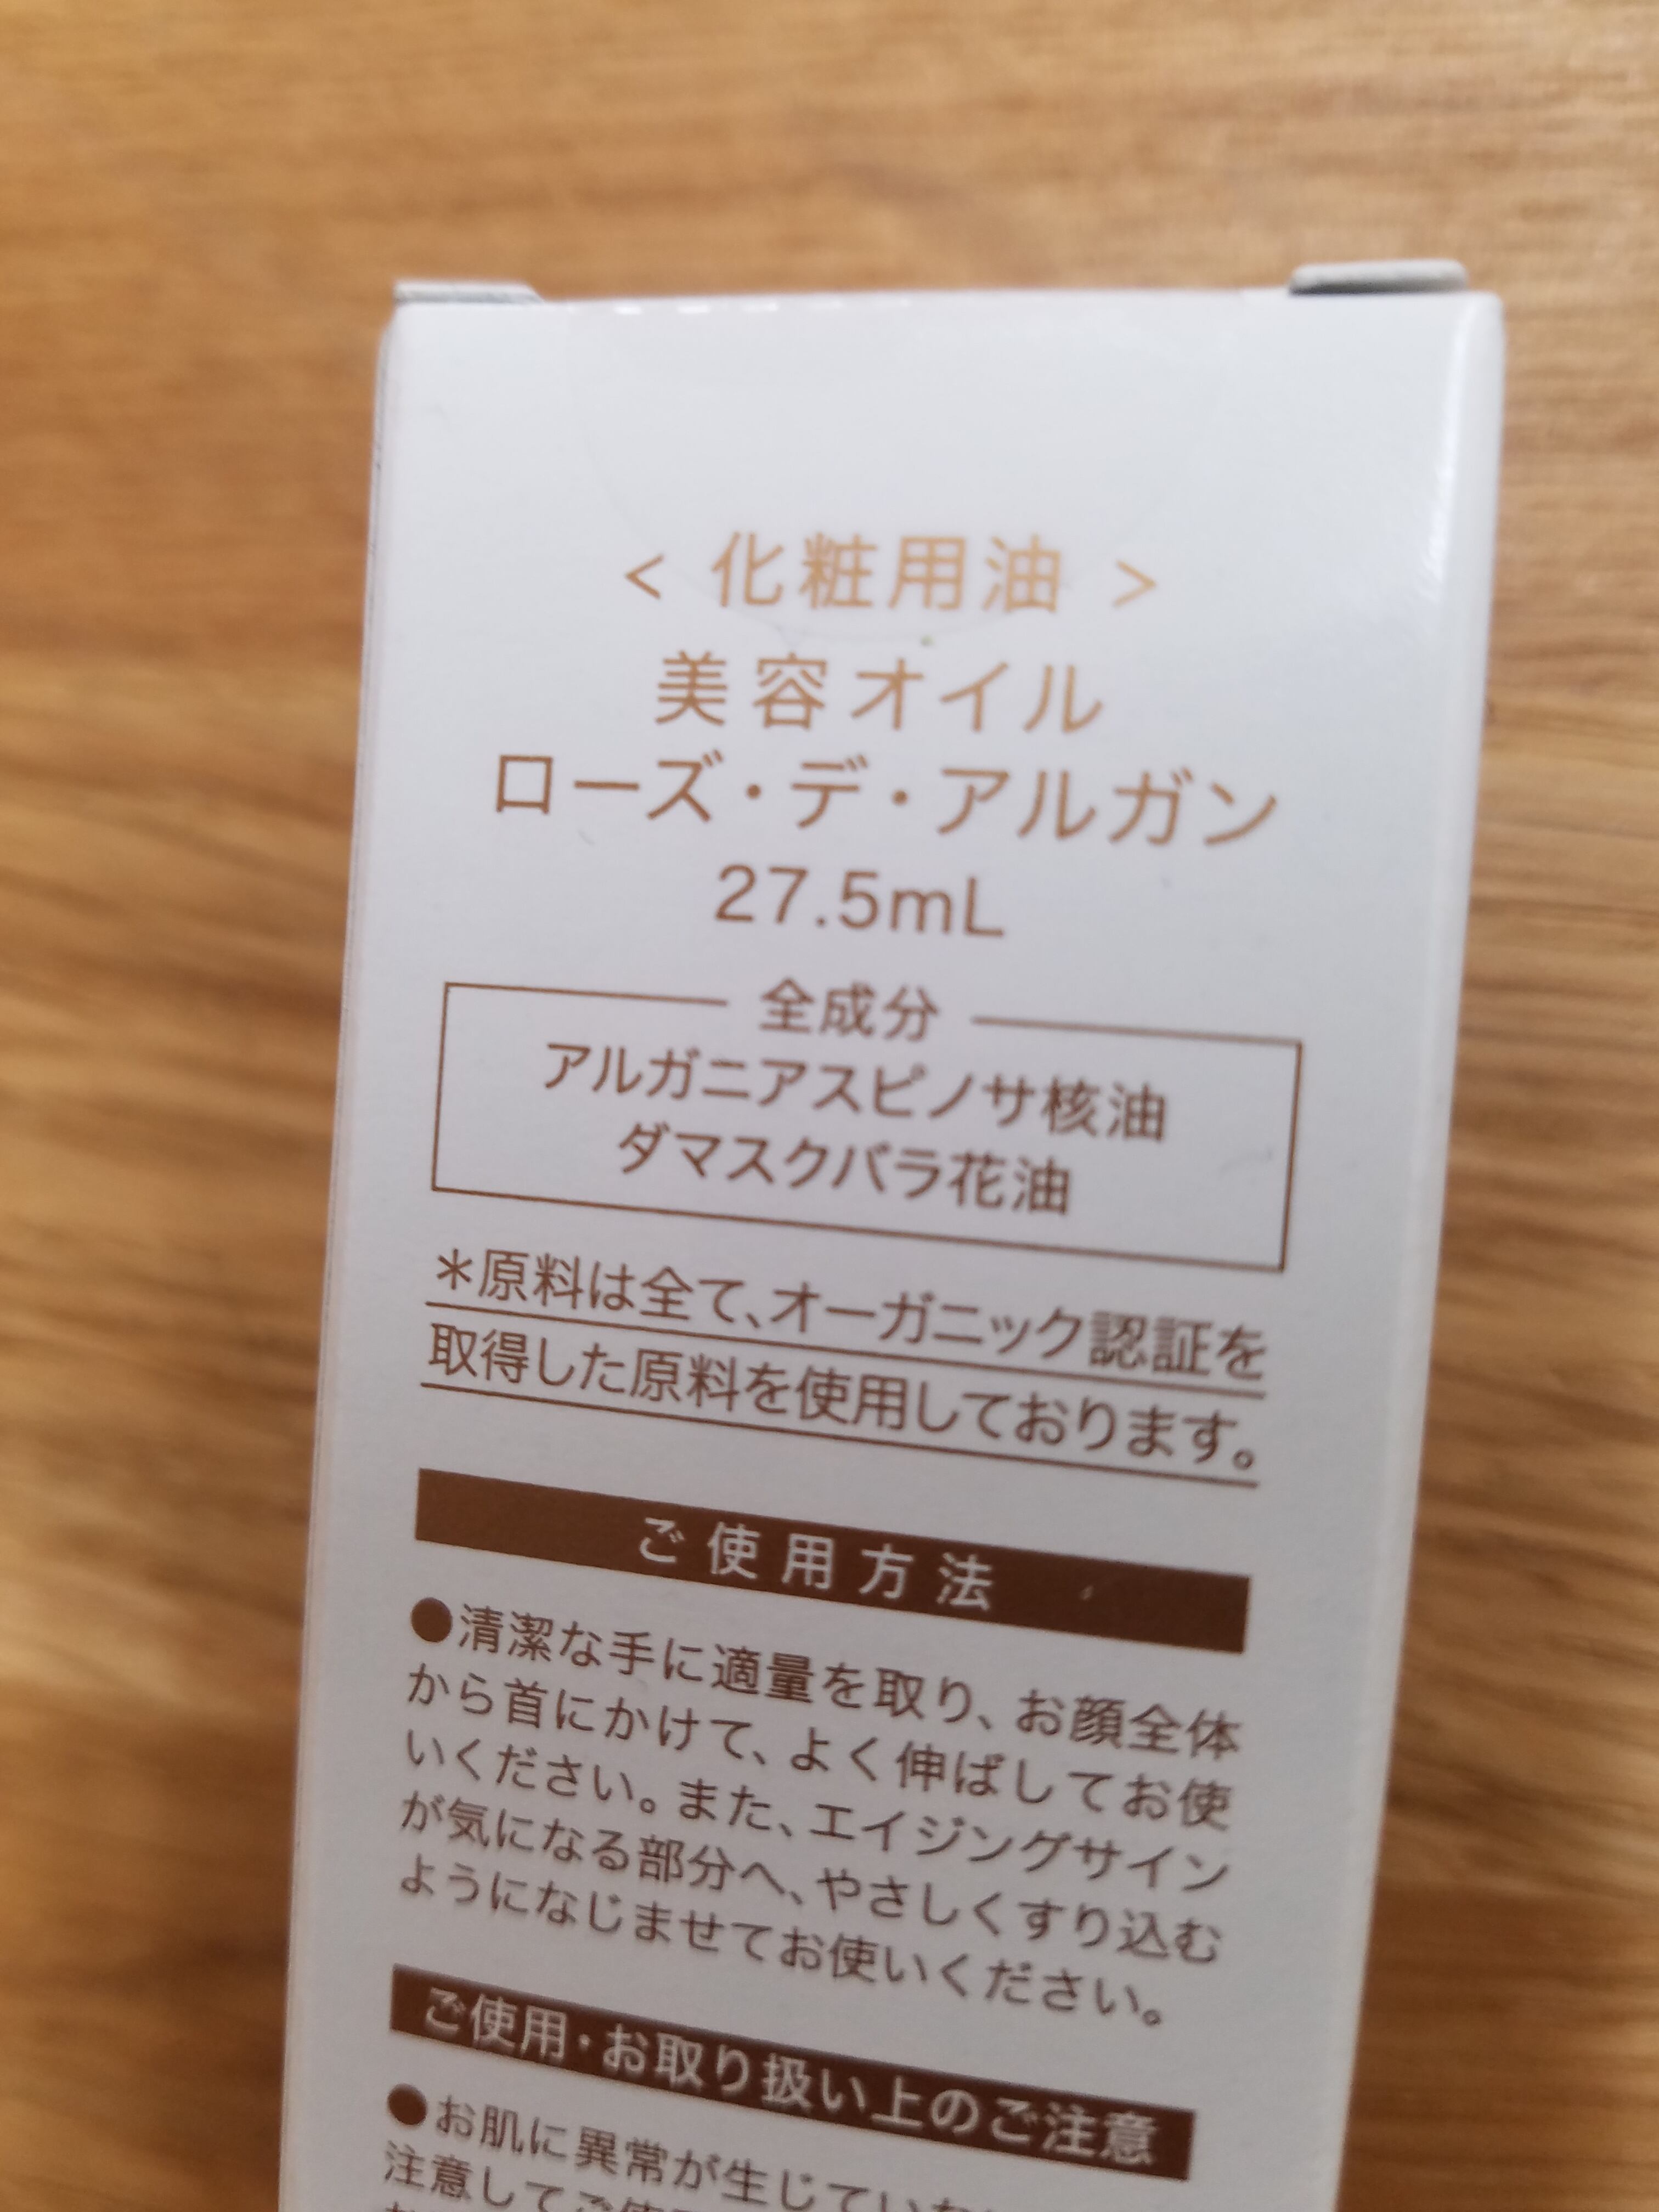 < 化粧用油 >
美容オイル
ローズ・デ・アルガン
27.5mL
全成分
アルガニアスピノサ核油
ダマスクバラ花油
＊原料は全て、オーガニック認証を
取得した原料を使用しております。
ご使用方法
●清潔な手に適量を取り、お顔全体
から首にかけて、よく伸ばしてお使
いください。また、エイジングサイン
が気になる部分へ、やさしくすり込む
ようになじませてお使いください。
ご使用・お取り扱い上のご注意
●お肌に異常が生じてい
注意してご使